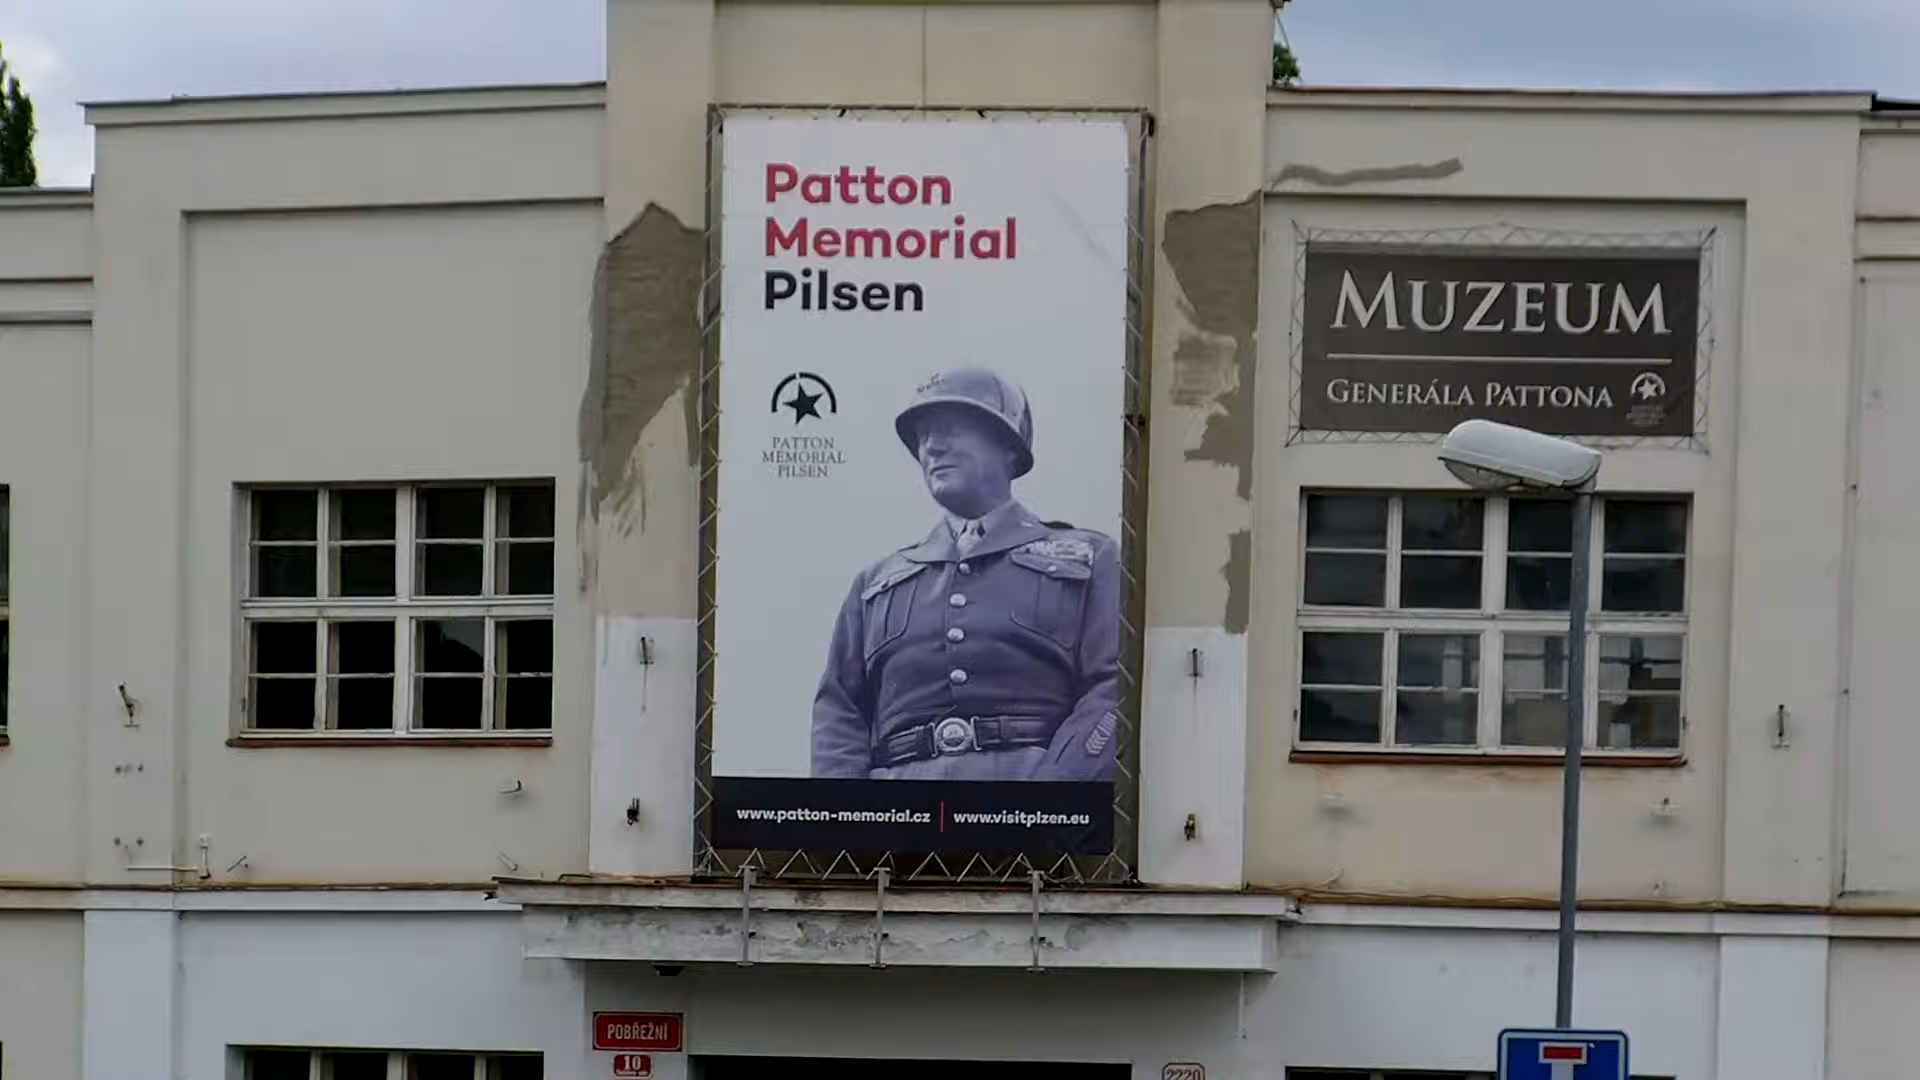 Patton
Memorial
Pilsen
PATTON
MEMORIAL
PILSEN
www.patton-memorial.cz | www.visitplzen.eu
MUZEUM
GENERÁLA PATTONA
POBŘEŽNÍ
10
2220